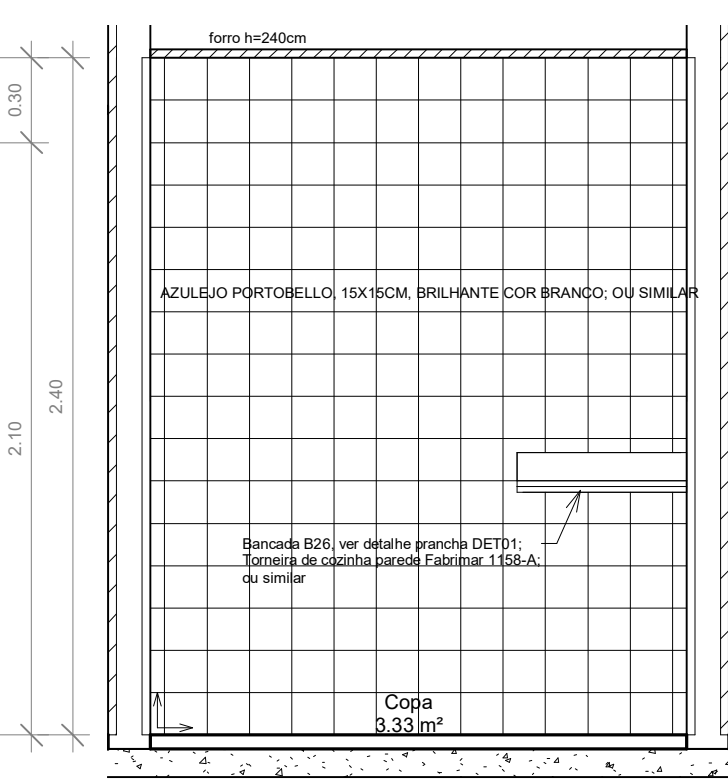 forro h=240cm
0.30
AZULEJO PORTOBELLO, 15X15CM, BRILHANTE COR BRANCO; OU SIMILAR
2.40
2.10
Bancada B26, ver detalhe prancha DET01;
Torneira de cozinha parede Fabrimar 1158-A;
ou similar
Copa
3.33 m²